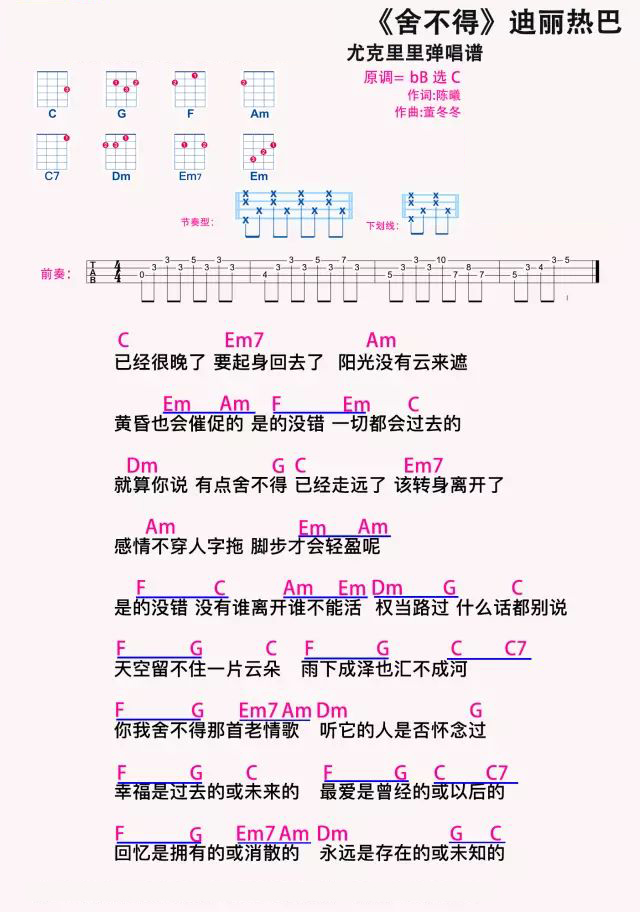 《舍不得》迪丽热巴
尤克里里弹唱谱
原调= bB 选 C
作词:陈曦
作曲:董冬冬
C G F Am
C7 Dm Em7 Em
节奏型: 下划线:
前奏:
C Em7 Am
已经很晚了 要起身回去了 阳光没有云来遮
Em Am F Em C
黄昏也会催促的 是的没错 一切都会过去的
Dm G C Em7
就算你说 有点舍不得 已经走远了 该转身离开了
Am Em Am
感情不穿人字拖 脚步才会轻盈呢
F C Am Em Dm G C
是的没错 没有谁离开谁不能活 权当路过 什么话都别说
F G C F G C C7
天空留不住一片云朵 雨下成泽也汇不成河
F G Em7 Am Dm G
你我舍不得那首老情歌 听它的人是否怀念过
F G C F G C C7
幸福是过去的或未来的 最爱是曾经的或以后的
F G Em7 Am Dm G C
回忆是拥有的或消散的 永远是存在的或未知的